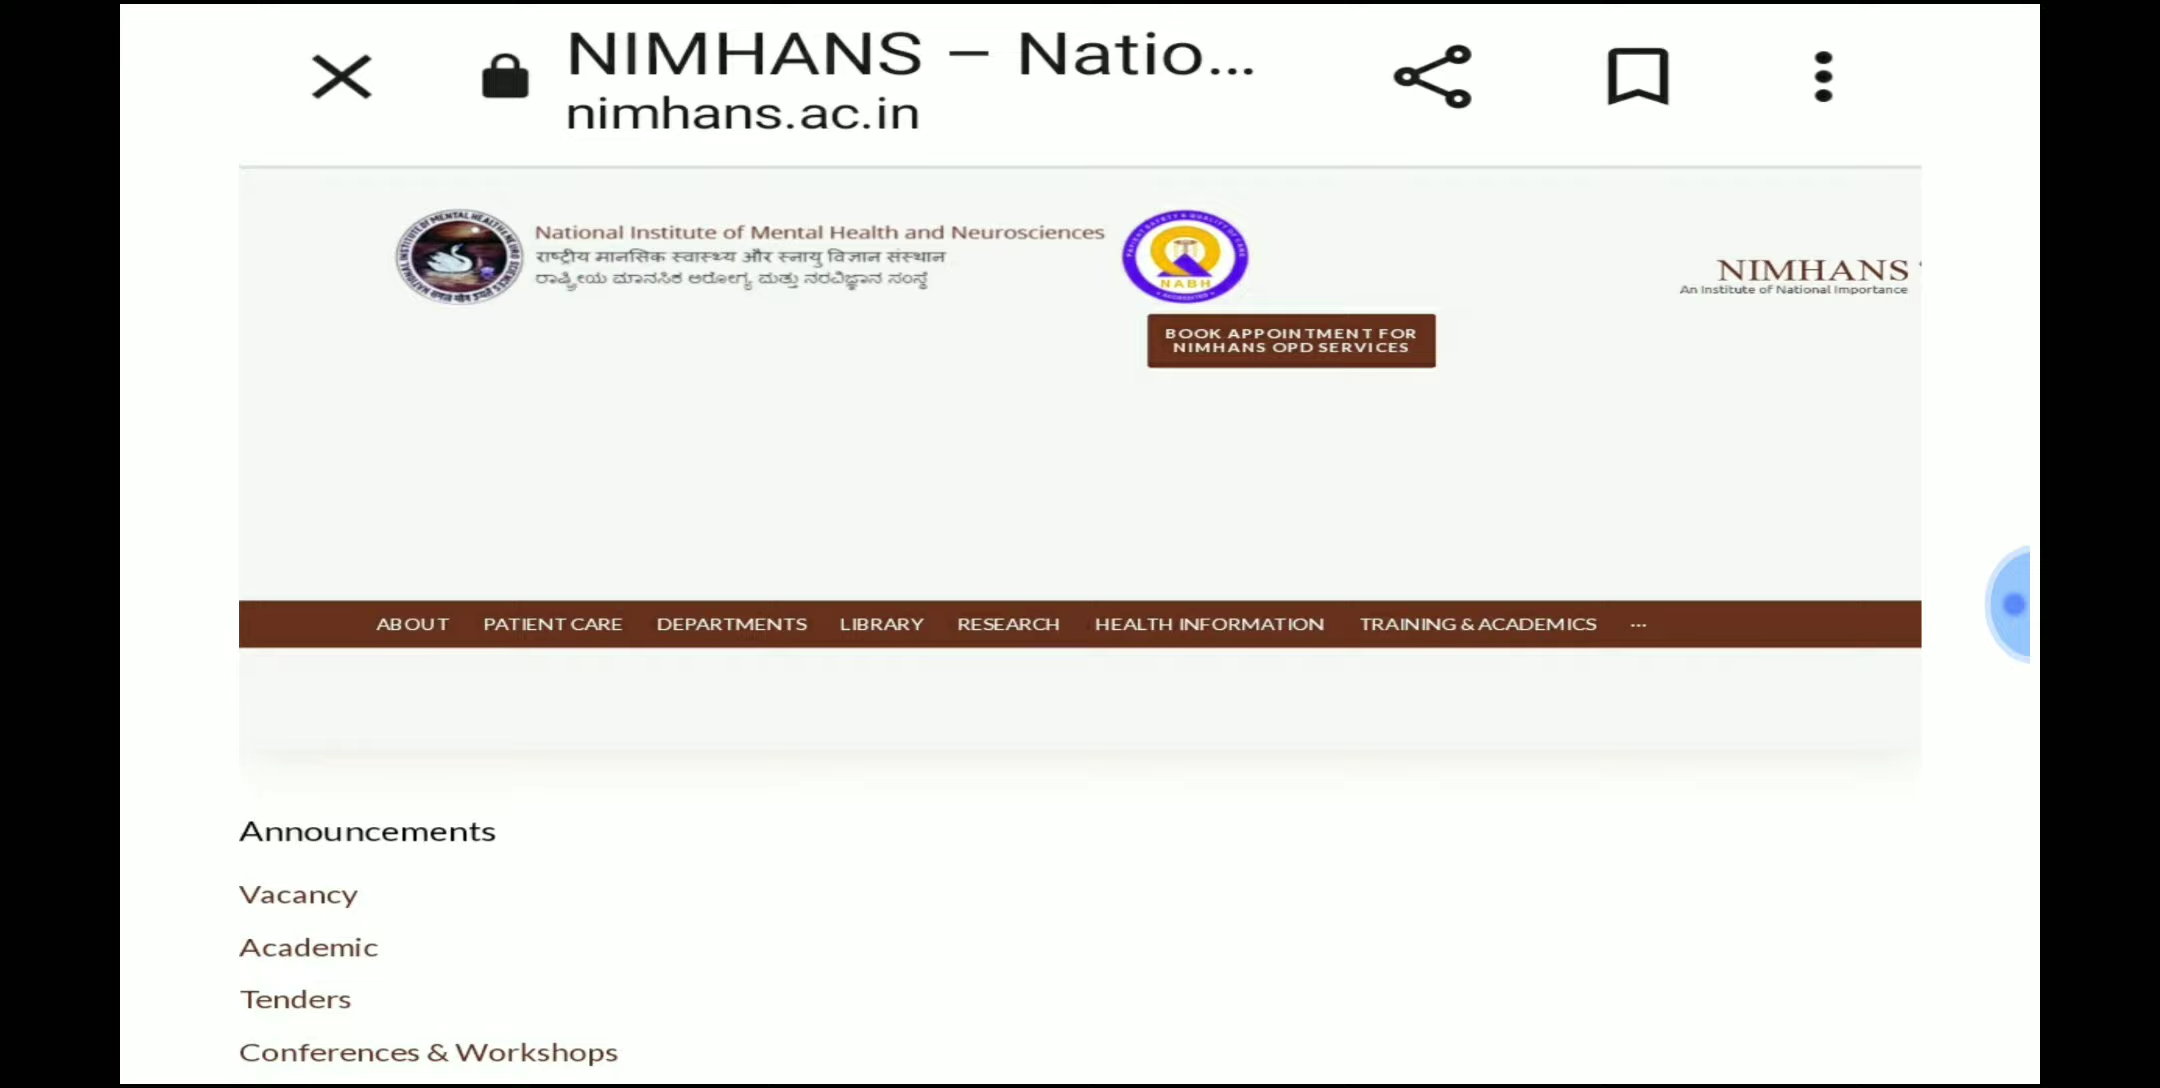 NIMHANS – Natio...
nimhans.ac.in
National Institute of Mental Health and Neurosciences
राष्ट्रीय मानसिक स्वास्थ्य और स्नायु विज्ञान संस्थान
ರಾಷ್ಟ್ರೀಯ ಮಾನಸಿಕ ಆರೋಗ್ಯ ಮತ್ತು ನರವಿಜ್ಞಾನ ಸಂಸ್ಥೆ
NABH
NIMHANS
An Institute of National Importance
BOOK APPOINTMENT FOR
NIMHANS OPD SERVICES
ABOUT PATIENT CARE DEPARTMENTS LIBRARY RESEARCH HEALTH INFORMATION TRAINING & ACADEMICS ...
Announcements
Vacancy
Academic
Tenders
Conferences & Workshops